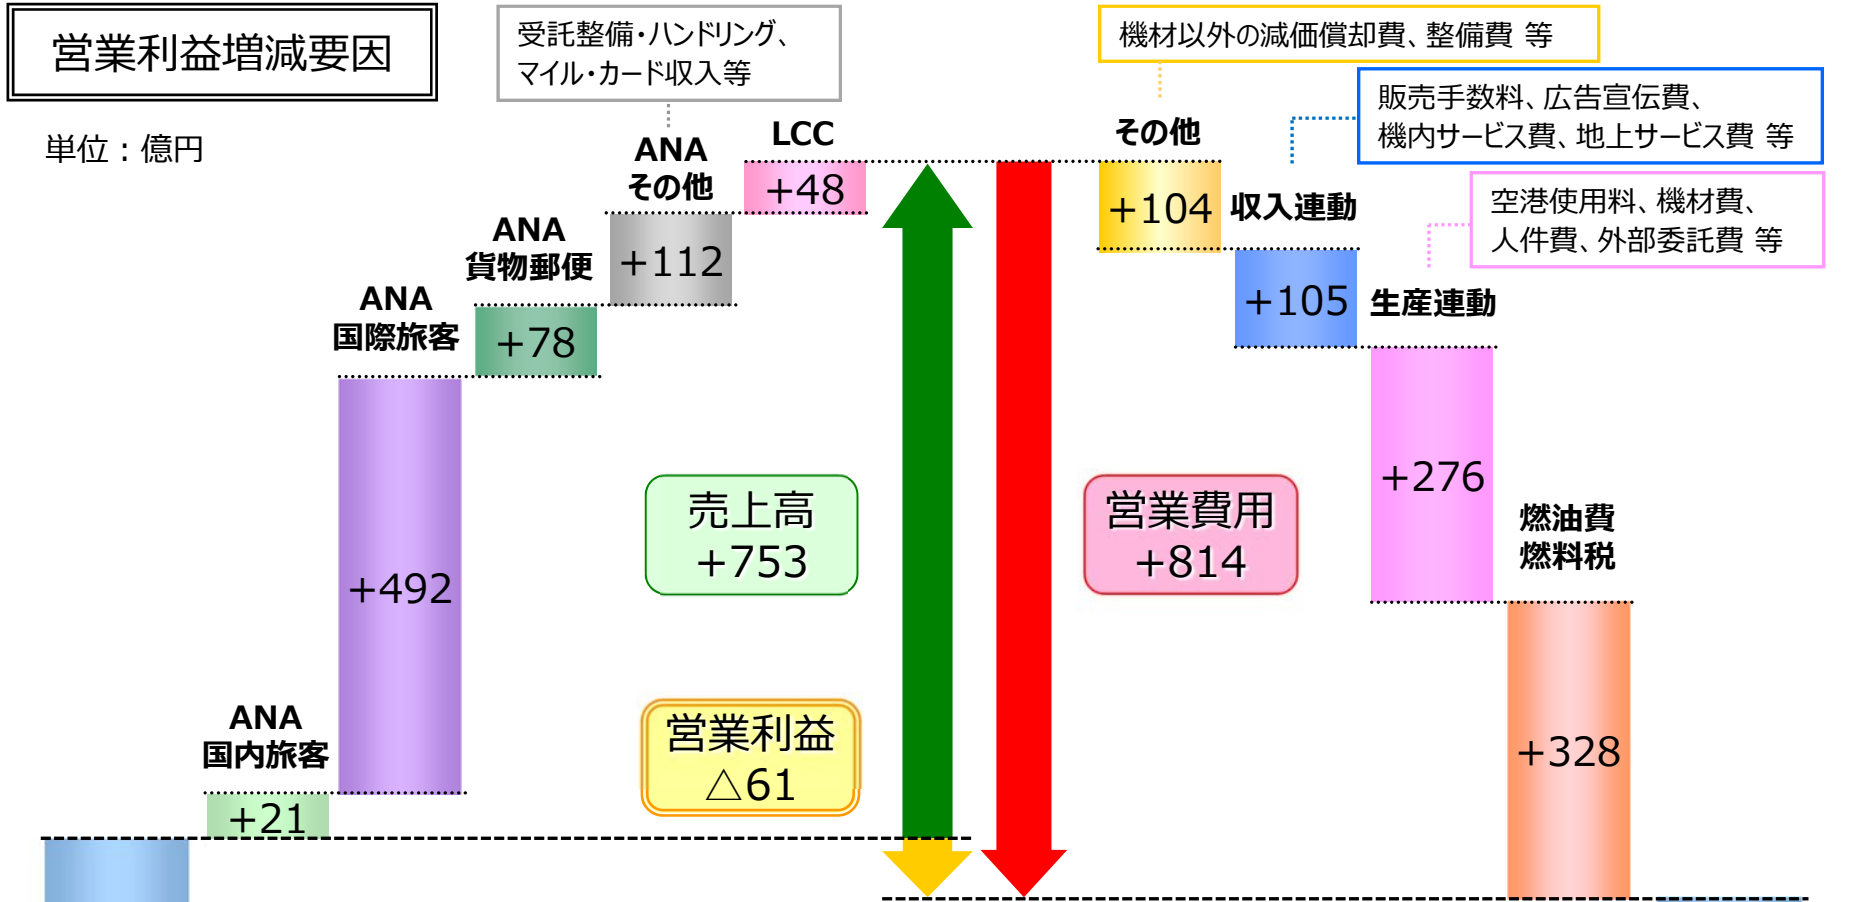 営業利益増減要因
単位：億円
受託整備・ハンドリング、
マイル・カード収入等
機材以外の減価償却費、整備費 等
販売手数料、広告宣伝費、
機内サービス費、地上サービス費 等
空港使用料、機材費、
人件費、外部委託費 等
ANA
国内旅客
+21
ANA
国際旅客
+492
ANA
貨物郵便
+78
ANA
その他
+112
LCC
+48
売上高
+753
営業利益
△61
営業費用
+814
その他
+104
収入連動
+105
生産連動
+276
燃油費
燃料税
+328